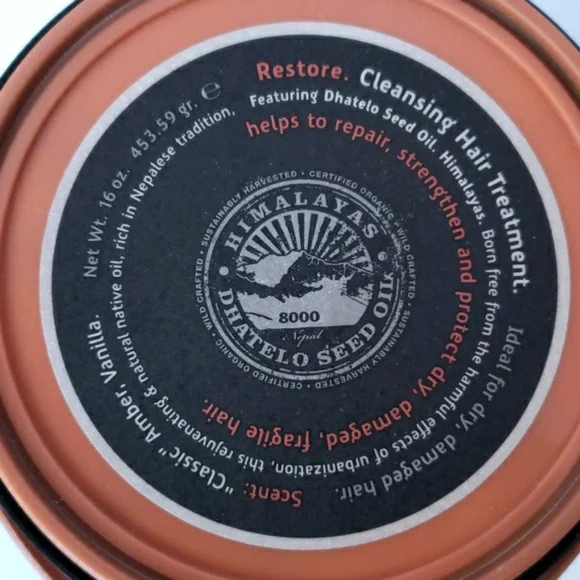 Restore. Cleansing Hair Treatment. Ideal for dry, damaged hair.
Scent: "Classic" Amber, Vanilla. Net Wt. 16 oz. 453.59 gr. ℮
Featuring Dhatelo Seed Oil. Himalayas. Born free from the harmful effects of urbanization, this rejuvenating & natural native oil, rich in Nepalese tradition,
helps to repair, strengthen and protect dry, damaged, fragile hair.
SUSTAINABLY HARVESTED • CERTIFIED ORGANIC • WILD CRAFTED • SUSTAINABLY HARVESTED • CERTIFIED ORGANIC • WILD CRAFTED •
HIMALAYAS
8000
Nepal
DHATELO SEED OIL